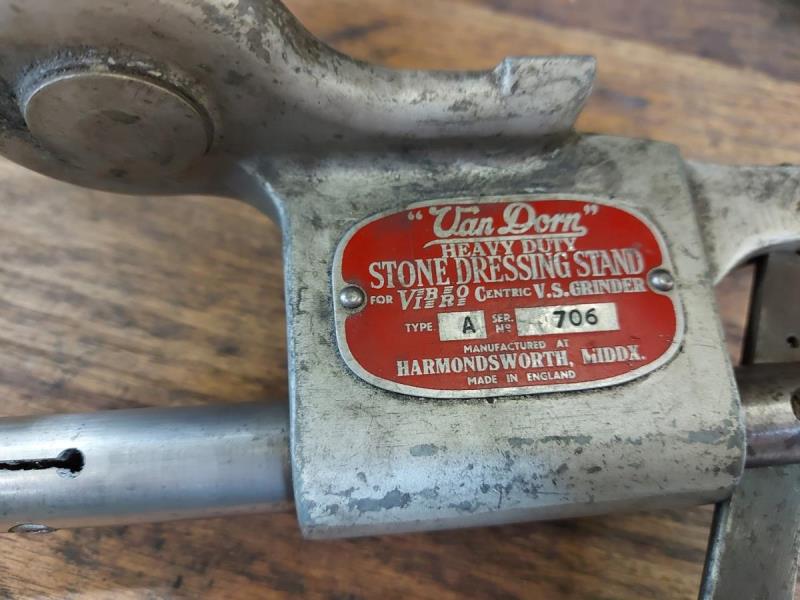 "Van Dorn"
HEAVY DUTY
STONE DRESSING STAND
FOR VIBRO CENTRIC V.S. GRINDER
TYPE A SER. Nº 706
MANUFACTURED AT
HARMONDSWORTH, MIDDX.
MADE IN ENGLAND